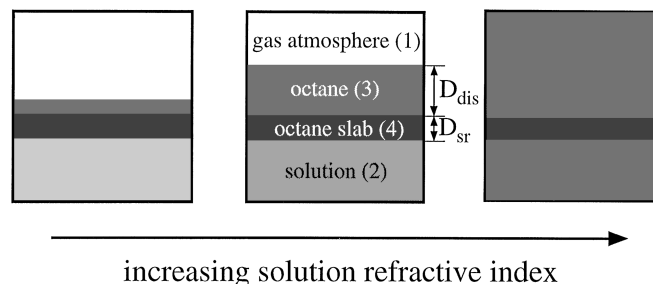 gas atmosphere (1)
octane (3)
D_dis
octane slab (4)
D_sr
solution (2)
increasing solution refractive index